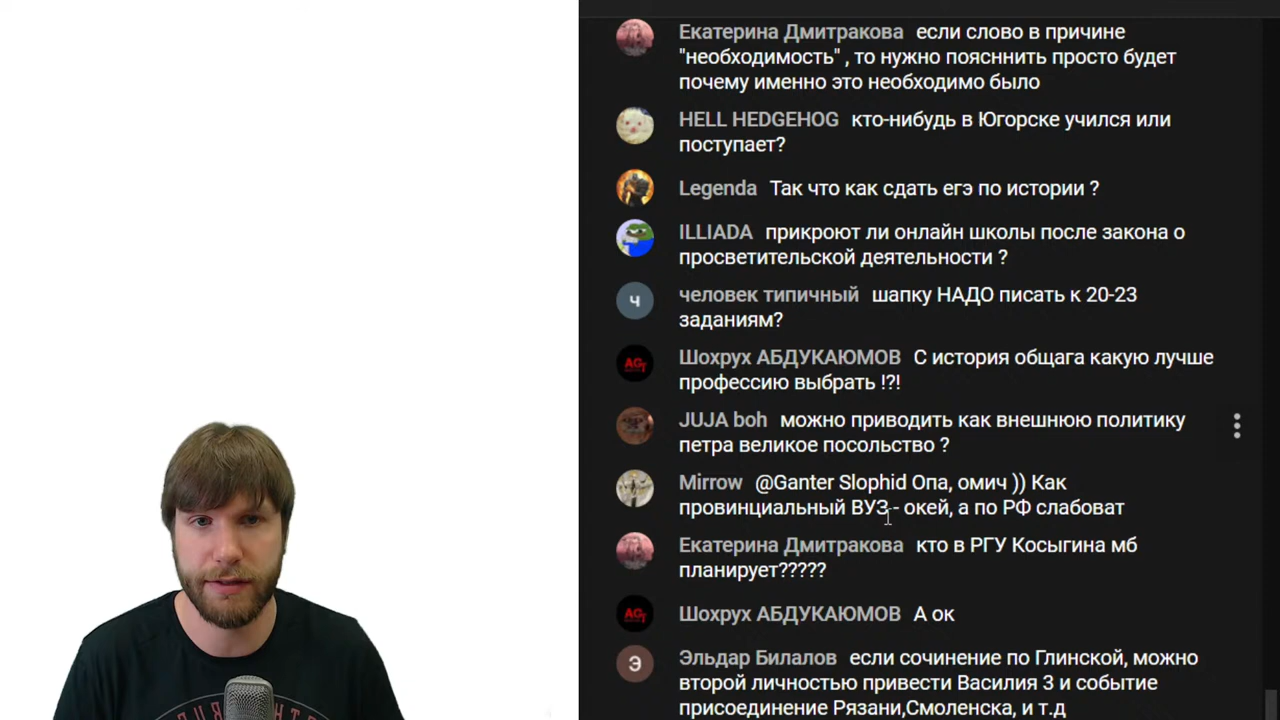 Екатерина Дмитракова если слово в причине
"необходимость" , то нужно пояснить просто будет
почему именно это необходимо было
HELL HEDGEHOG кто-нибудь в Югорске учился или
поступает?
Legenda Так что как сдать егэ по истории ?
ILLIADA прикроют ли онлайн школы после закона о
просветительской деятельности ?
Ч человек типичный шапку НАДО писать к 20-23
заданиям?
Шохрух АБДУКАЮМОВ С история общага какую лучше
профессию выбрать !?!
JUJA boh можно приводить как внешнюю политику
петра великое посольство ?
Mirrow @Ganter Slophid Опа, омич )) Как
провинциальный ВУЗ - окей, а по РФ слабоват
Екатерина Дмитракова кто в РГУ Косыгина мб
планирует?????
Шохрух АБДУКАЮМОВ А ок
Э Эльдар Билалов если сочинение по Глинской, можно
второй личностью привести Василия 3 и событие
присоединение Рязани,Смоленска, и т.д